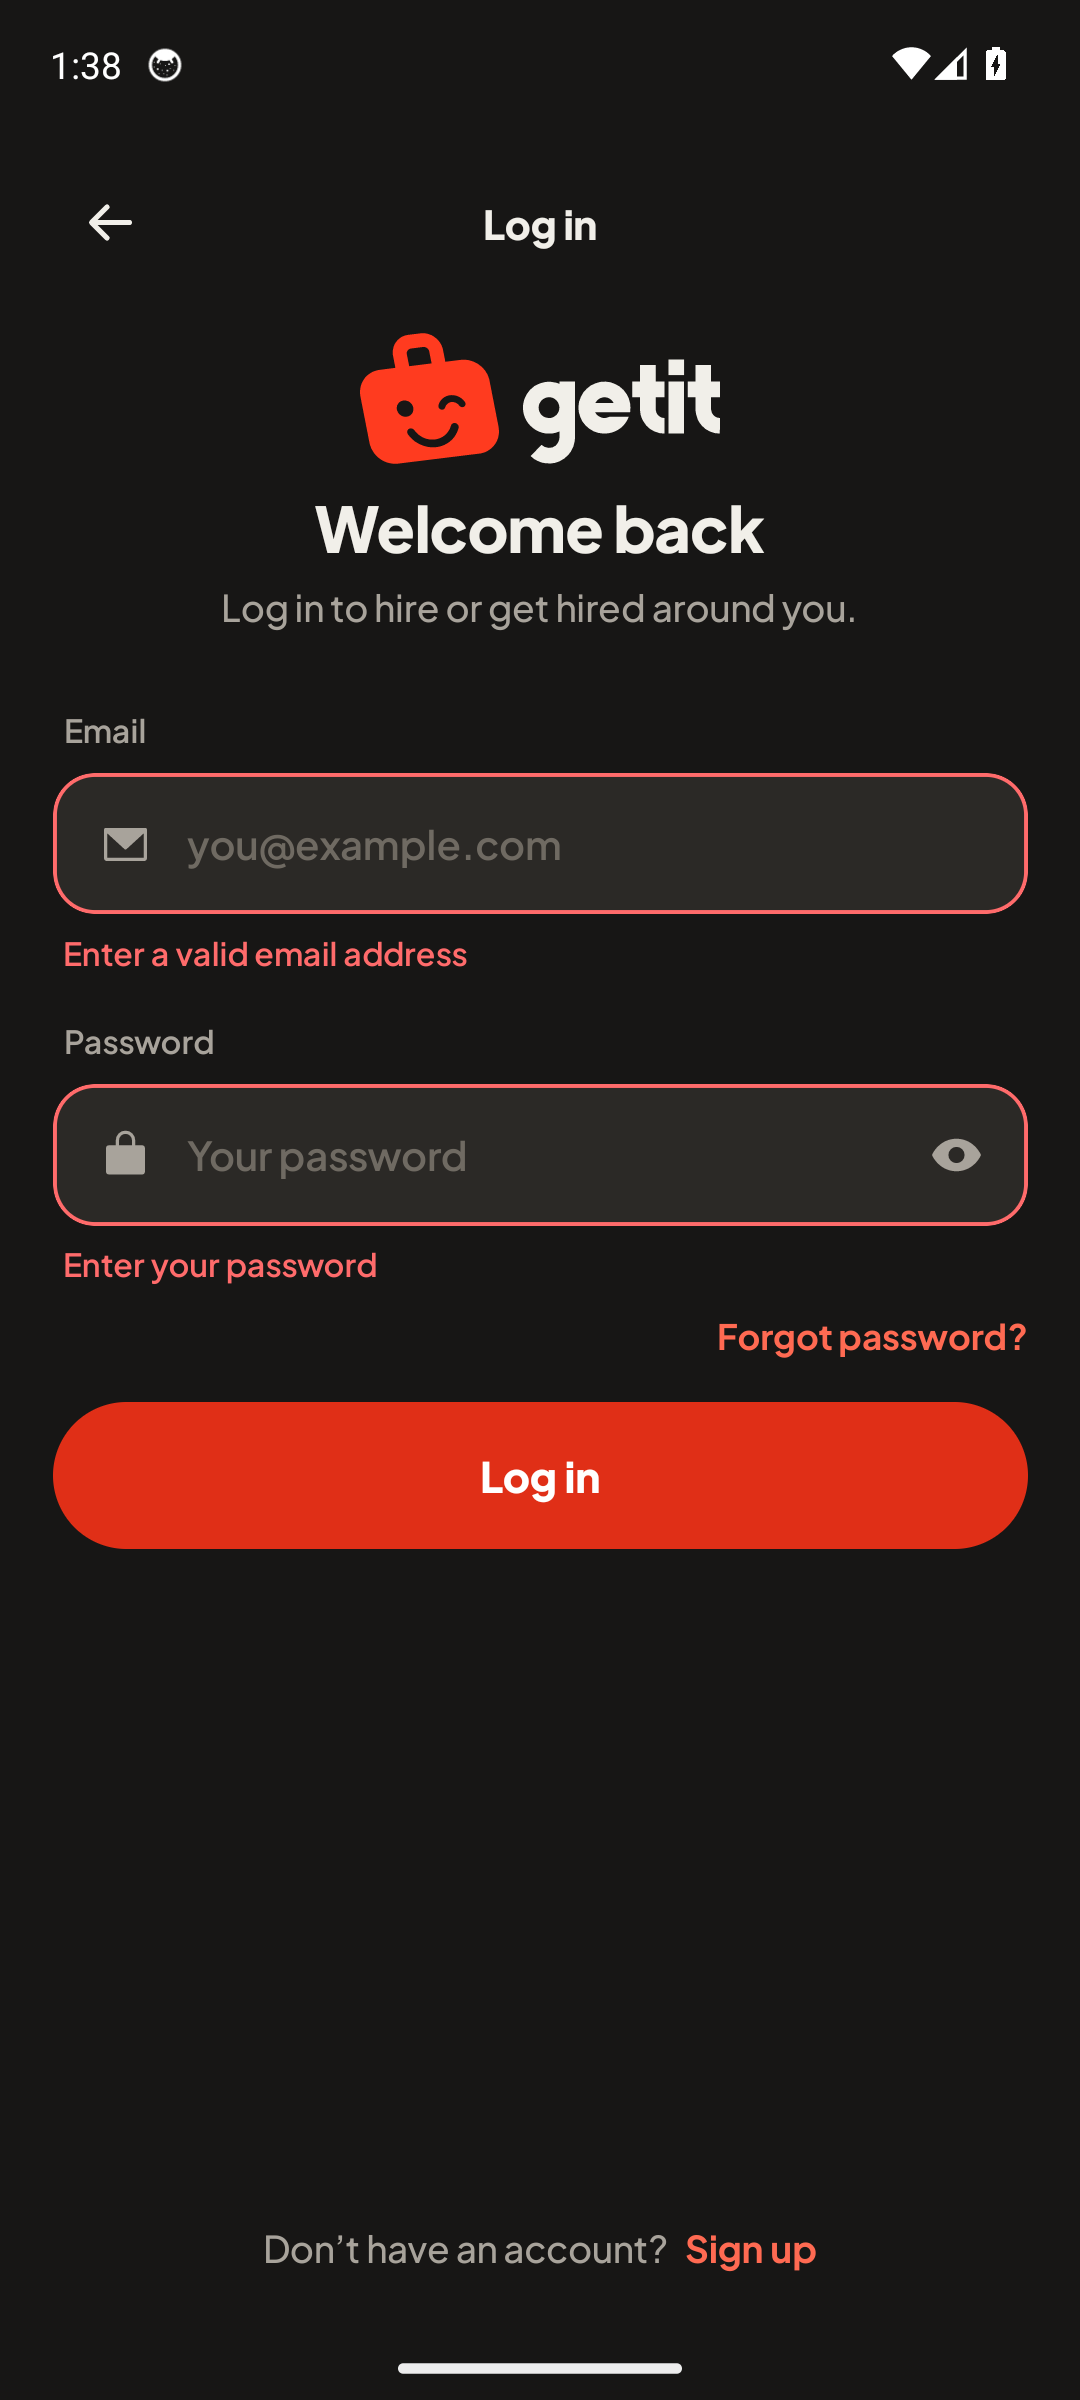 1:38
Log in
getit
Welcome back
Log in to hire or get hired around you.
Email
you@example.com
Enter a valid email address
Password
Your password
Enter your password
Forgot password?
Log in
Don’t have an account? Sign up